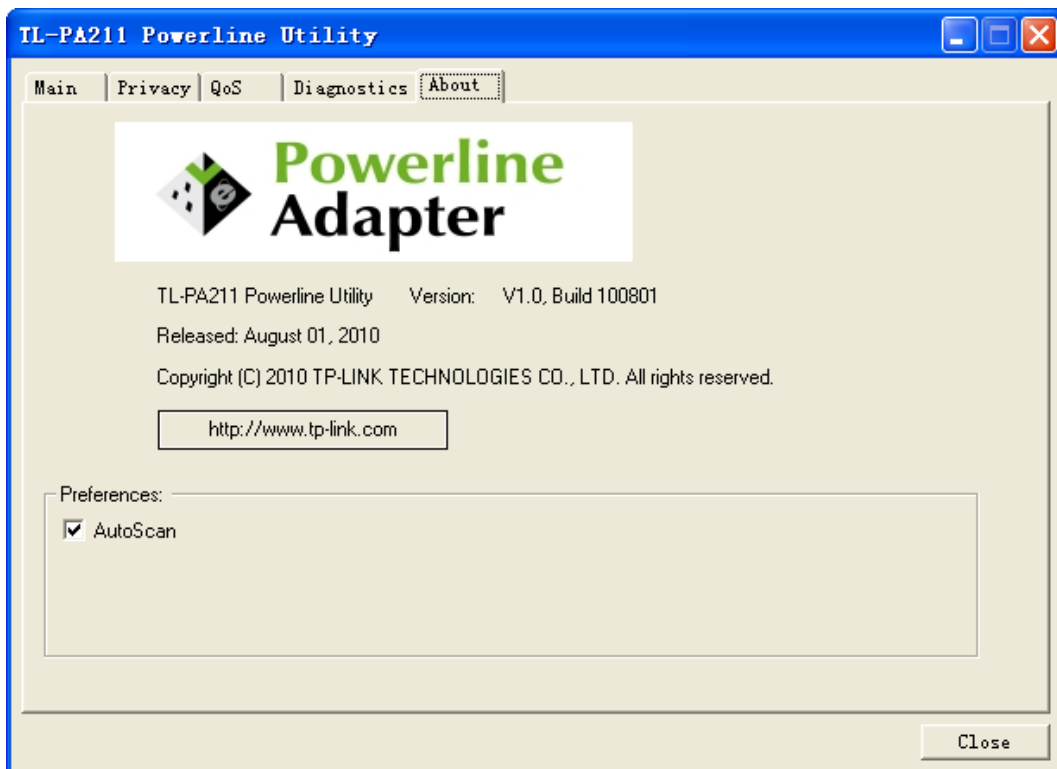 TL-PA211 Powerline Utility
Main Privacy QoS Diagnostics About
Powerline
Adapter
TL-PA211 Powerline Utility Version: V1.0, Build 100801
Released: August 01, 2010
Copyright (C) 2010 TP-LINK TECHNOLOGIES CO., LTD. All rights reserved.
http://www.tp-link.com
Preferences:
AutoScan
Close